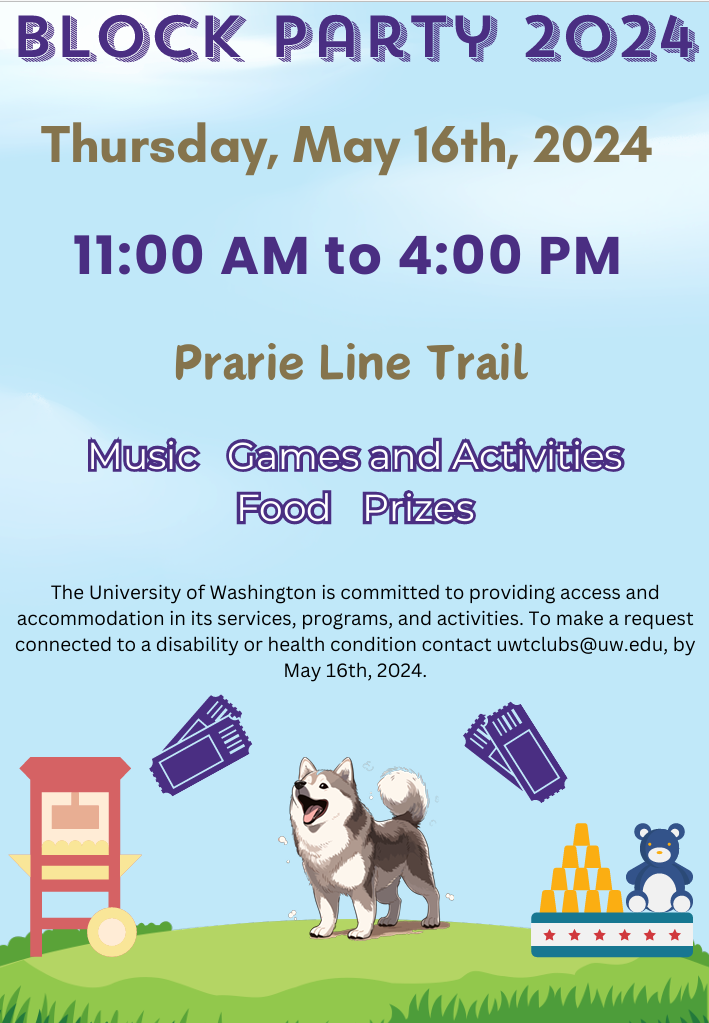 BLOCK PARTY 2024
Thursday, May 16th, 2024
11:00 AM to 4:00 PM
Prarie Line Trail
Music   Games and Activities
Food   Prizes
The University of Washington is committed to providing access and
accommodation in its services, programs, and activities. To make a request
connected to a disability or health condition contact uwtclubs@uw.edu, by
May 16th, 2024.